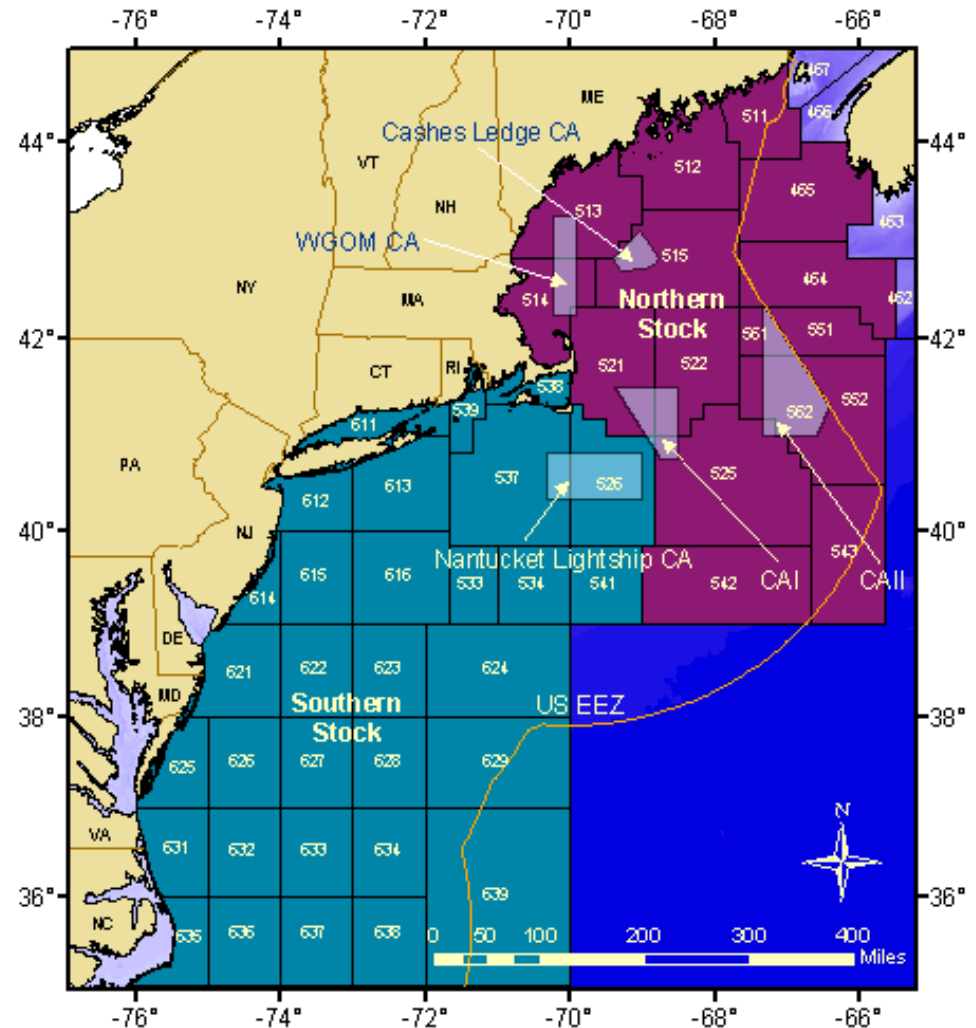 -76° -74° -72° -70° -68° -66°
467
ME
511
466
44° 44°
Cashes Ledge CA
VT
512
465
NH
513
463
WGOM CA
515
464
NY
MA
514
Northern
462
Stock
42° 42°
561 551
CT
RI
521
522
538
552
539
562
611
PA
537
526
525
613
612
40° 40°
NJ
543
Nantucket Lightship CA
615
616
533 534 541
542
CAI
CAII
614
DE
621
622
623
624
MD
Southern
US EEZ
38° 38°
Stock
625
626
627
628
629
N
VA
631
632
633
634
36° 36°
639
NC
635
636
637
638
0 50 100 200 300 400
Miles
-76° -74° -72° -70° -68° -66°